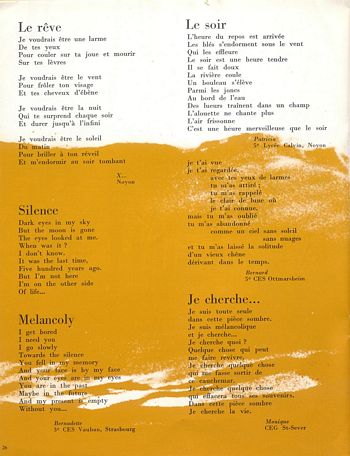 Le rêve
Je voudrais être une larme
De tes yeux
Pour couler sur ta joue et mourir
Sur tes lèvres
Je voudrais être le vent
Pour frôler ton visage
Et tes cheveux d'ébène
Je voudrais être la nuit
Qui te surprend chaque soir
Et durer jusqu'à l'infini
Je voudrais être le soleil
Du matin
Pour briller à ton réveil
Et m'endormir au soir tombant
X...
Noyon
Silence
Dark eyes in my sky
But the moon is gone
The eyes looked at me.
When was it ?
I don't know.
It was the last time,
Five hundred years ago.
But I'm not here
I'm on the other side
Of life...
Melancoly
I get bored
I need you
I go slowly
Towards the silence
You fell in my memory
And your face is by my face
And your eyes are in my eyes
You are in the past
Maybe in the future
And my present is empty
Without you...
Bernadette
3e CES Vauban, Strasbourg
26
Le soir
L'heure du repos est arrivée
Les blés s'endorment sous le vent
Qui les effleure
Le soir est une heure tendre
Il se fait doux
La rivière coule
Un bouleau s'élève
Parmi les joncs
Au bord de l'eau
Des lueurs traînent dans un champ
L'alouette ne chante plus
L'air frissonne
C'est une heure merveilleuse que le soir
Patricia
5e Lycée Calvin, Noyon
je t'ai vue
je t'ai regardée,
avec tes yeux de larmes
tu m'as attiré ;
tu m'as rappelé
le clair de lune où
je t'ai connue,
mais tu m'as oublié
tu m'as abandonné
comme un ciel sans soleil
sans nuages
et tu m'as laissé la solitude
d'un vieux chêne
dérivant dans le temps.
Bernard
5e CES Ottmarsheim
Je cherche...
Je suis toute seule
dans cette pièce sombre.
Je suis mélancolique
et je cherche...
Je cherche quoi ?
Quelque chose qui peut
me faire revivre.
Je cherche quelque chose
qui me fasse sortir de
ce cauchemar.
Je cherche quelque chose
qui effacera tous ses souvenirs.
Dans cette pièce sombre
Je cherche la vie.
Monique
CEG St-Sever